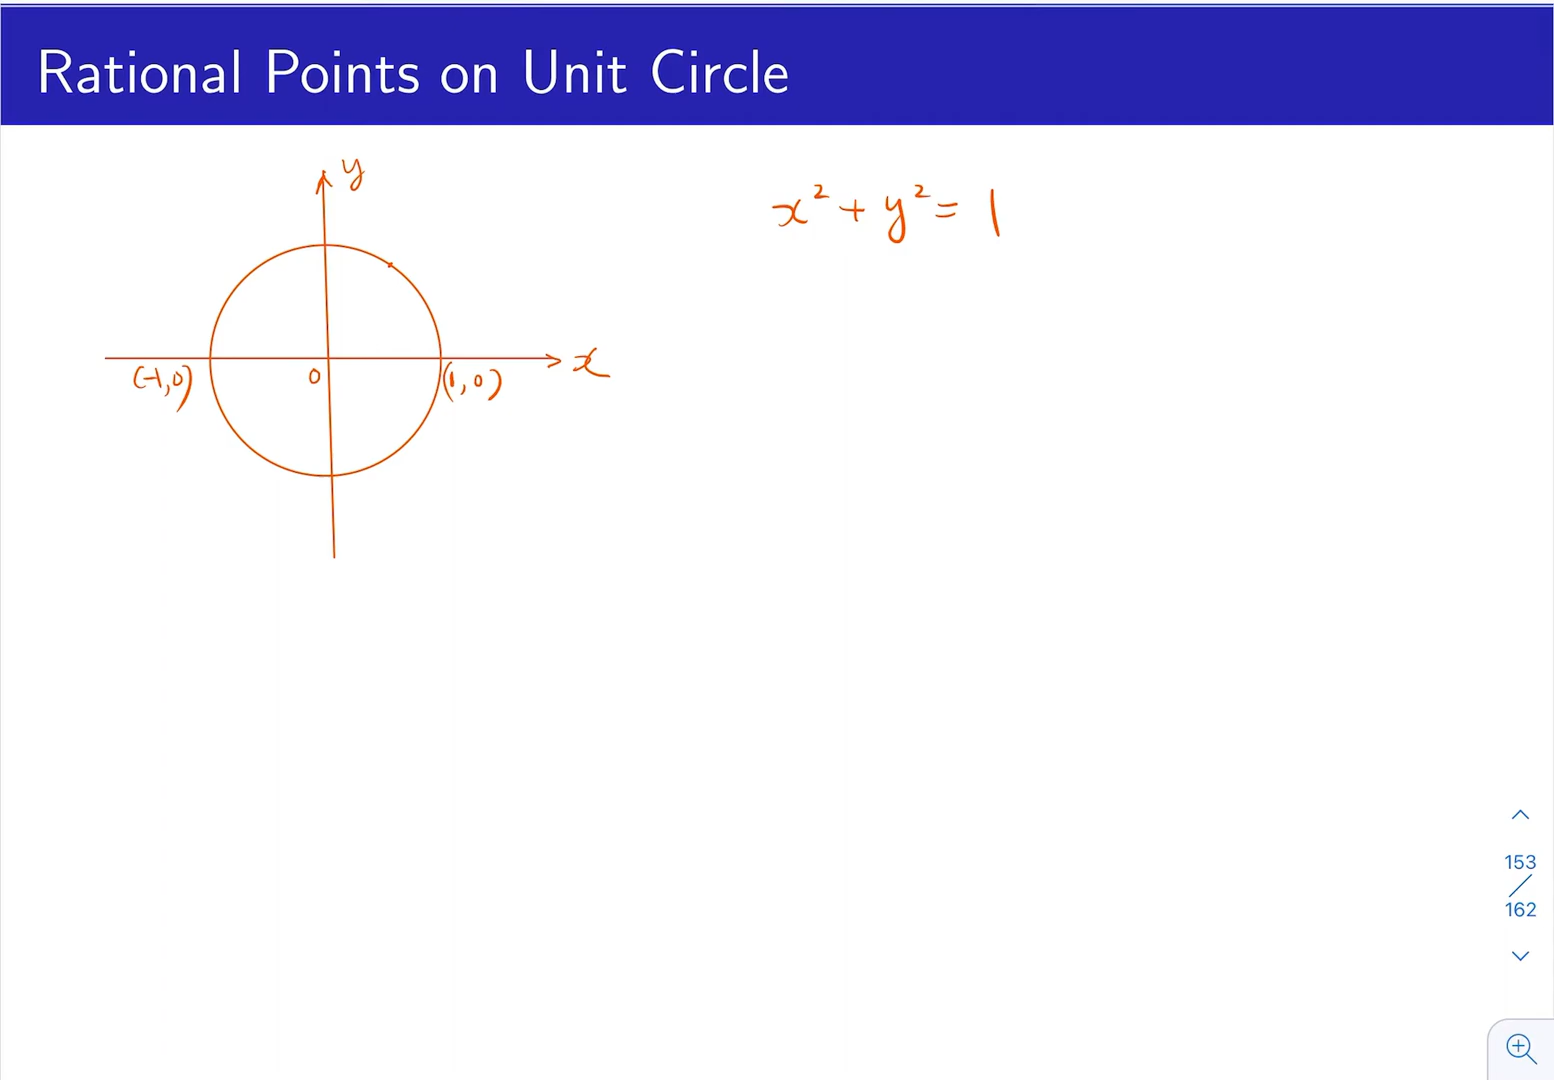 Rational Points on Unit Circle
y
x² + y² = 1
x
(-1,0)
0
(1,0)
153
162